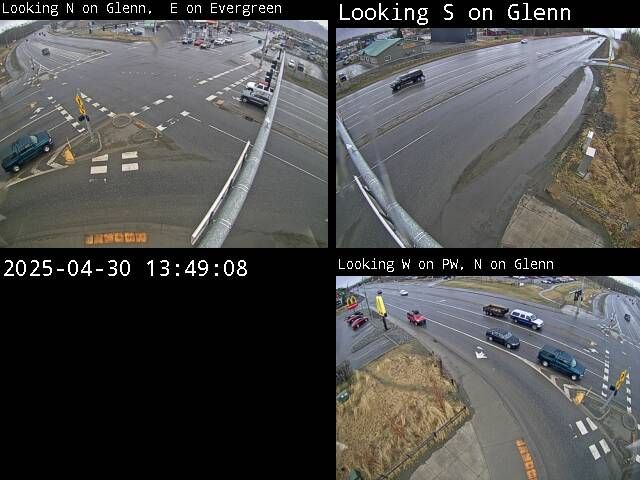 Looking N on Glenn,  E on Evergreen
Looking S on Glenn
2025-04-30 13:49:08
Looking W on PW, N on Glenn